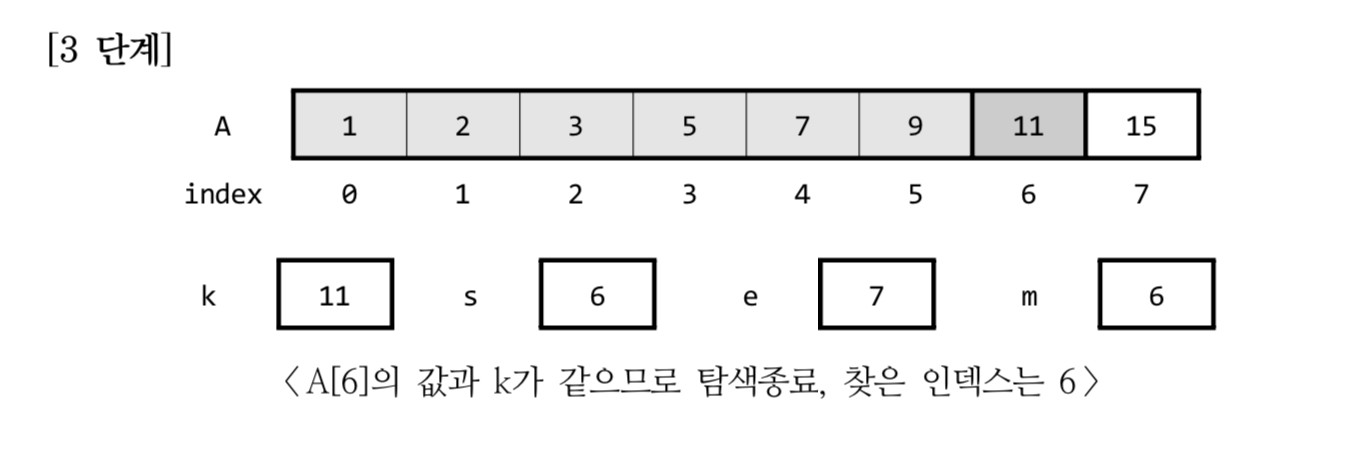 [3 단계]
A 1 2 3 5 7 9 11 15
index 0 1 2 3 4 5 6 7
k 11 s 6 e 7 m 6
〈A[6]의 값과 k가 같으므로 탐색종료, 찾은 인덱스는 6〉